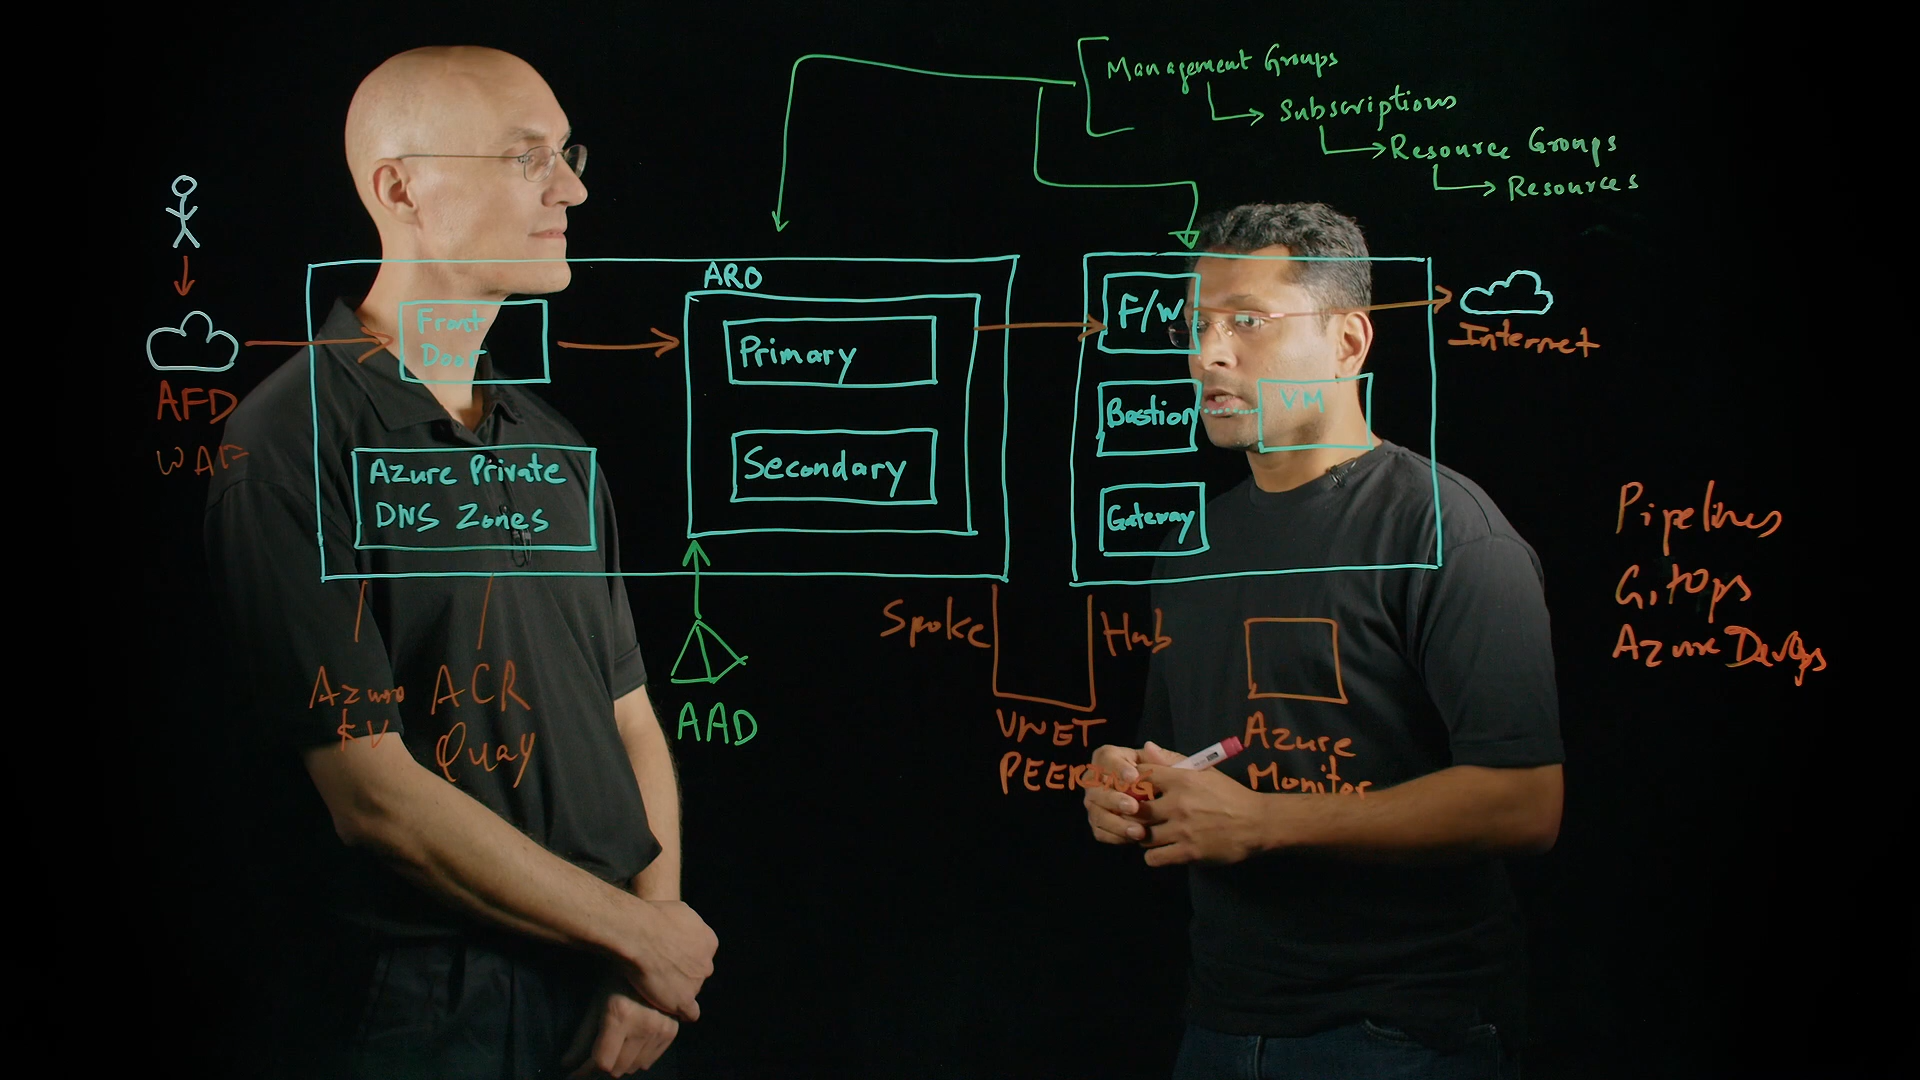 Management Groups
Subscriptions
Resource Groups
Resources
AFD
WAF
Front
Door
Azure Private
DNS Zones
ARO
Primary
Secondary
F/W
Bastion
VM
Gateway
Internet
Azure
KV
ACR
Quay
AAD
Spoke
Hub
VNET
PEERING
Azure
Monitor
Pipelines
GitOps
Azure DevOps